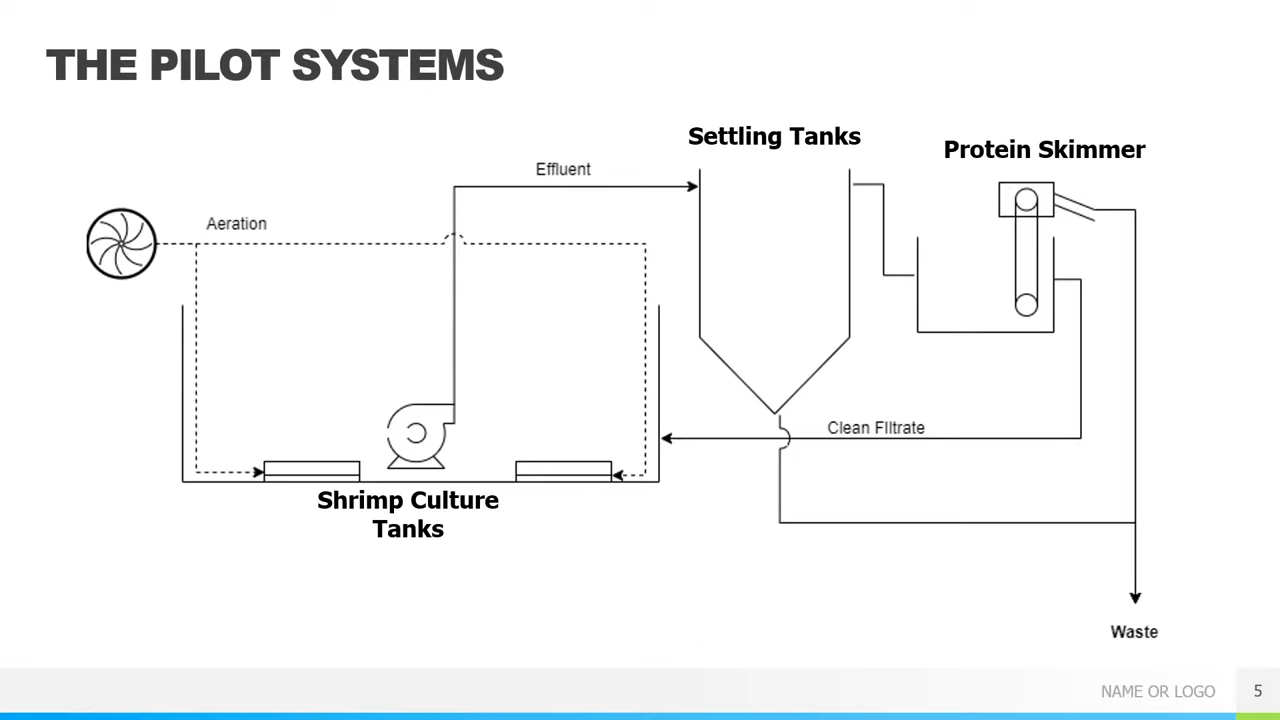 THE PILOT SYSTEMS
Settling Tanks
Protein Skimmer
Effluent
Aeration
Clean FIltrate
Shrimp Culture
Tanks
Waste
NAME OR LOGO
5